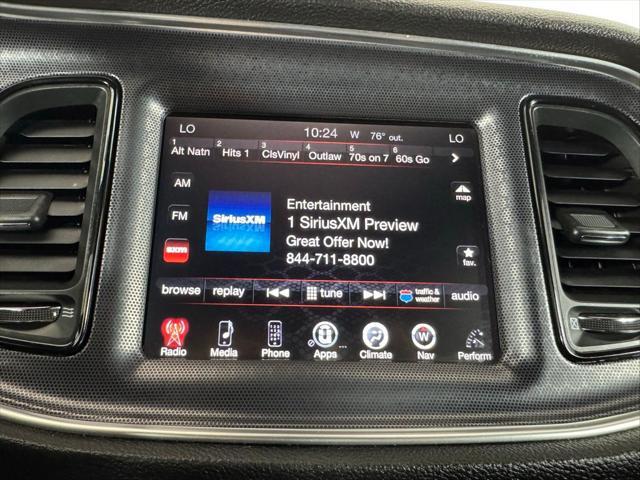 LO 10:24 W 76° out. LO
1 Alt Natn 2 Hits 1 3 ClsVinyl 4 Outlaw 5 70s on 7 6 60s Go
AM
FM
sxm
SiriusXM
Entertainment
1 SiriusXM Preview
Great Offer Now!
844-711-8800
map
fav.
browse replay tune traffic & weather audio
Radio Media Phone Apps Climate Nav Perform
W